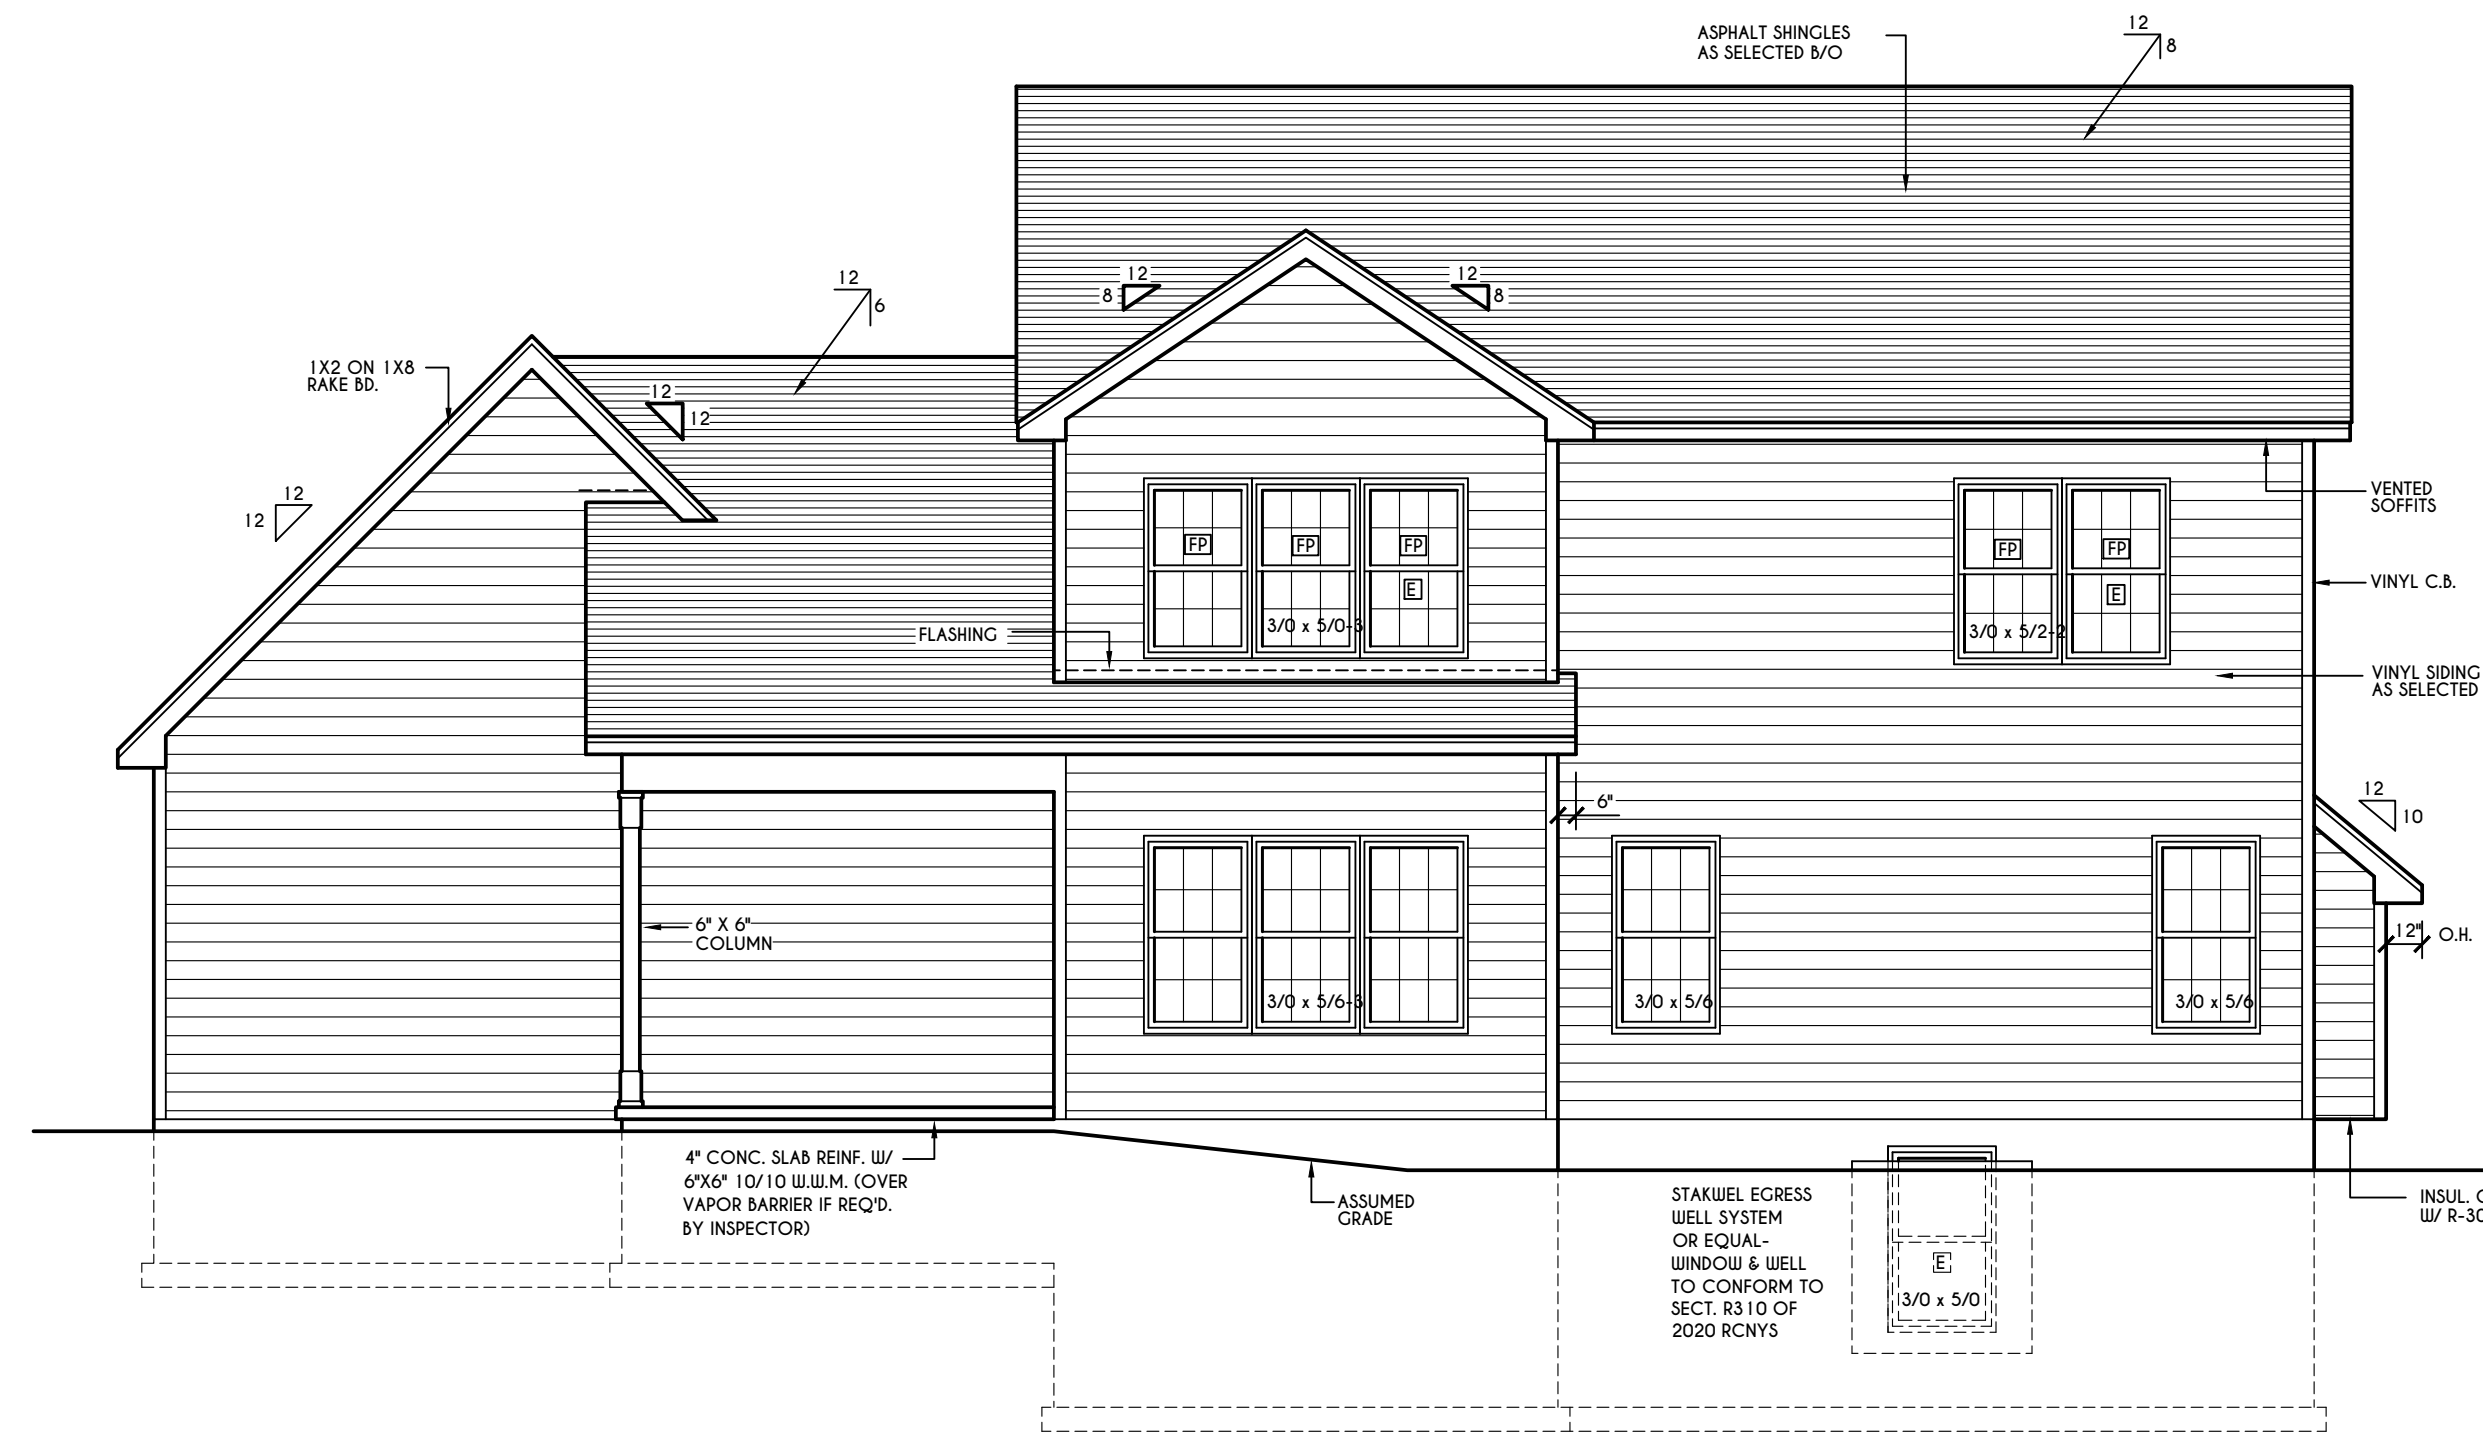 ASPHALT SHINGLES
AS SELECTED B/O
12
8
12
8
12
8
12
6
1X2 ON 1X8
RAKE BD.
12
12
12
12
VENTED
SOFFITS
FP
FP
FP
E
3/0 x 5/0-3
FP
FP
E
3/0 x 5/2-2
VINYL C.B.
FLASHING
VINYL SIDING
AS SELECTED
6"
12
10
6" X 6"
COLUMN
12" O.H.
3/0 x 5/6-3
3/0 x 5/6
3/0 x 5/6
4" CONC. SLAB REINF. W/
6"X6" 10/10 W.W.M. (OVER
VAPOR BARRIER IF REQ'D.
BY INSPECTOR)
ASSUMED
GRADE
STAKWEL EGRESS
WELL SYSTEM
OR EQUAL-
WINDOW & WELL
TO CONFORM TO
SECT. R310 OF
2020 RCNYS
E
3/0 x 5/0
INSUL.
W/ R-30